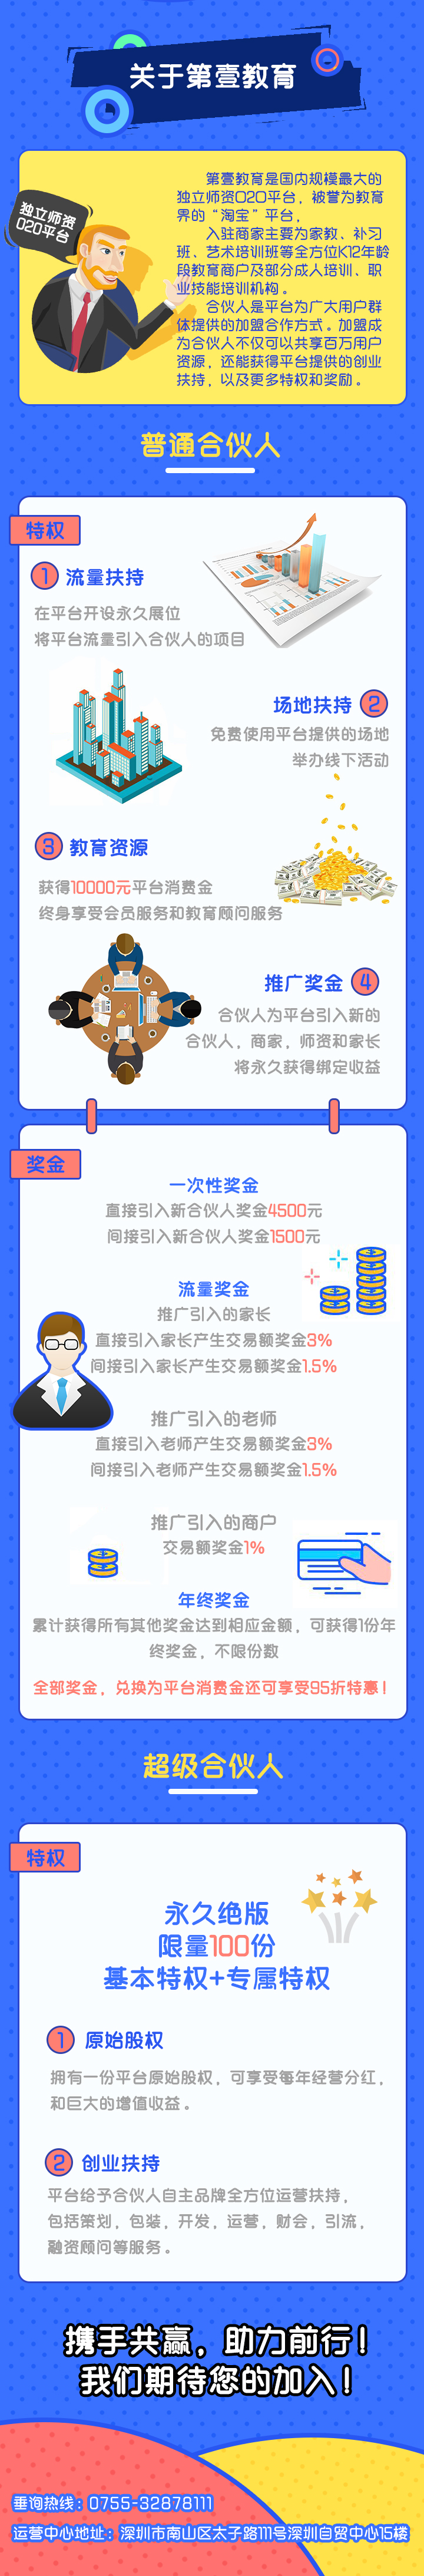 关于第壹教育
独立师资
O2O平台
第壹教育是国内规模最大的
独立师资O2O平台，被誉为教育
界的“淘宝”平台，
入驻商家主要为家教、补习
班、艺术培训班等全方位K12年龄
段教育商户及部分成人培训、职
业技能培训机构。
合伙人是平台为广大用户群
体提供的加盟合作方式。加盟成
为合伙人不仅可以共享百万用户
资源，还能获得平台提供的创业
扶持，以及更多特权和奖励。
普通合伙人
特权
1 流量扶持
在平台开设永久展位
将平台流量引入合伙人的项目
场地扶持 2
免费使用平台提供的场地
举办线下活动
3 教育资源
获得10000元平台消费金
终身享受会员服务和教育顾问服务
推广奖金 4
合伙人为平台引入新的
合伙人，商家，师资和家长
将永久获得绑定收益
奖金
一次性奖金
直接引入新合伙人奖金4500元
间接引入新合伙人奖金1500元
流量奖金
推广引入的家长
直接引入家长产生交易额奖金3%
间接引入家长产生交易额奖金1.5%
推广引入的老师
直接引入老师产生交易额奖金3%
间接引入老师产生交易额奖金1.5%
推广引入的商户
交易额奖金1%
年终奖金
累计获得所有其他奖金达到相应金额，可获得1份年
终奖金，不限份数
全部奖金，兑换为平台消费金还可享受95折特惠！
超级合伙人
特权
永久绝版
限量100份
基本特权+专属特权
1 原始股权
拥有一份平台原始股权，可享受每年经营分红，
和巨大的增值收益。
2 创业扶持
平台给予合伙人自主品牌全方位运营扶持，
包括策划，包装，开发，运营，财会，引流，
融资顾问等服务。
携手共赢，助力前行！
我们期待您的加入！
垂询热线：0755-32878111
运营中心地址：深圳市南山区太子路111号深圳自贸中心15楼